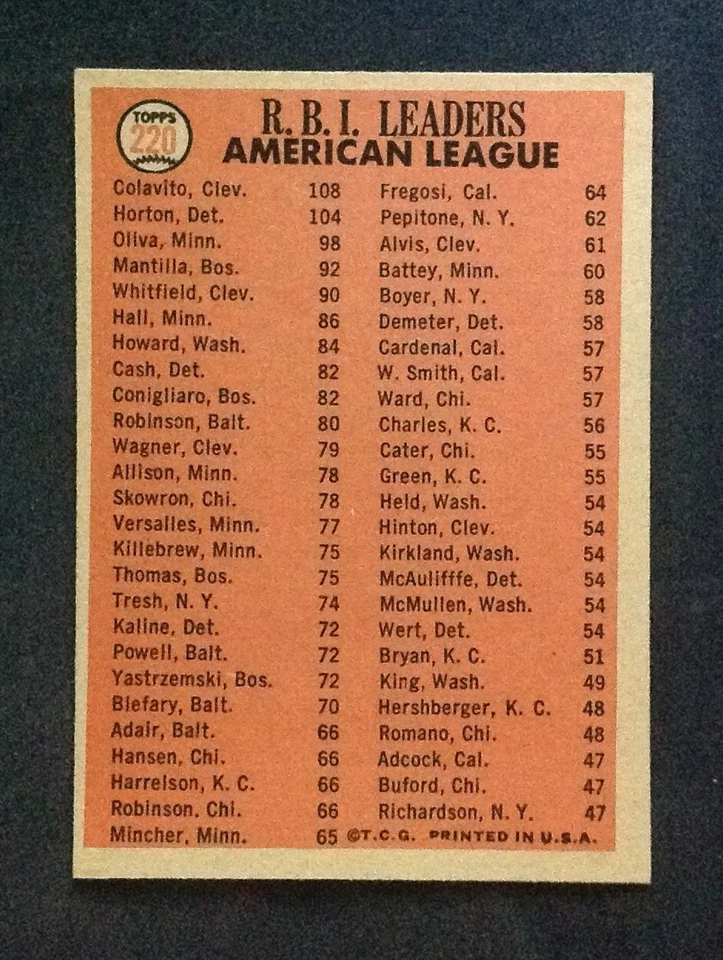 TOPPS
220
R. B. I. LEADERS
AMERICAN LEAGUE
Colavito, Clev. 108
Horton, Det. 104
Oliva, Minn. 98
Mantilla, Bos. 92
Whitfield, Clev. 90
Hall, Minn. 86
Howard, Wash. 84
Cash, Det. 82
Conigliaro, Bos. 82
Robinson, Balt. 80
Wagner, Clev. 79
Allison, Minn. 78
Skowron, Chi. 78
Versalles, Minn. 77
Killebrew, Minn. 75
Thomas, Bos. 75
Tresh, N. Y. 74
Kaline, Det. 72
Powell, Balt. 72
Yastrzemski, Bos. 72
Blefary, Balt. 70
Adair, Balt. 66
Hansen, Chi. 66
Harrelson, K. C. 66
Robinson, Chi. 66
Mincher, Minn. 65
Fregosi, Cal. 64
Pepitone, N. Y. 62
Alvis, Clev. 61
Battey, Minn. 60
Boyer, N. Y. 58
Demeter, Det. 58
Cardenal, Cal. 57
W. Smith, Cal. 57
Ward, Chi. 57
Charles, K. C. 56
Cater, Chi. 55
Green, K. C. 55
Held, Wash. 54
Hinton, Clev. 54
Kirkland, Wash. 54
McAulifffe, Det. 54
McMullen, Wash. 54
Wert, Det. 54
Bryan, K. C. 51
King, Wash. 49
Hershberger, K. C. 48
Romano, Chi. 48
Adcock, Cal. 47
Buford, Chi. 47
Richardson, N. Y. 47
©T.C.G. PRINTED IN U.S.A.